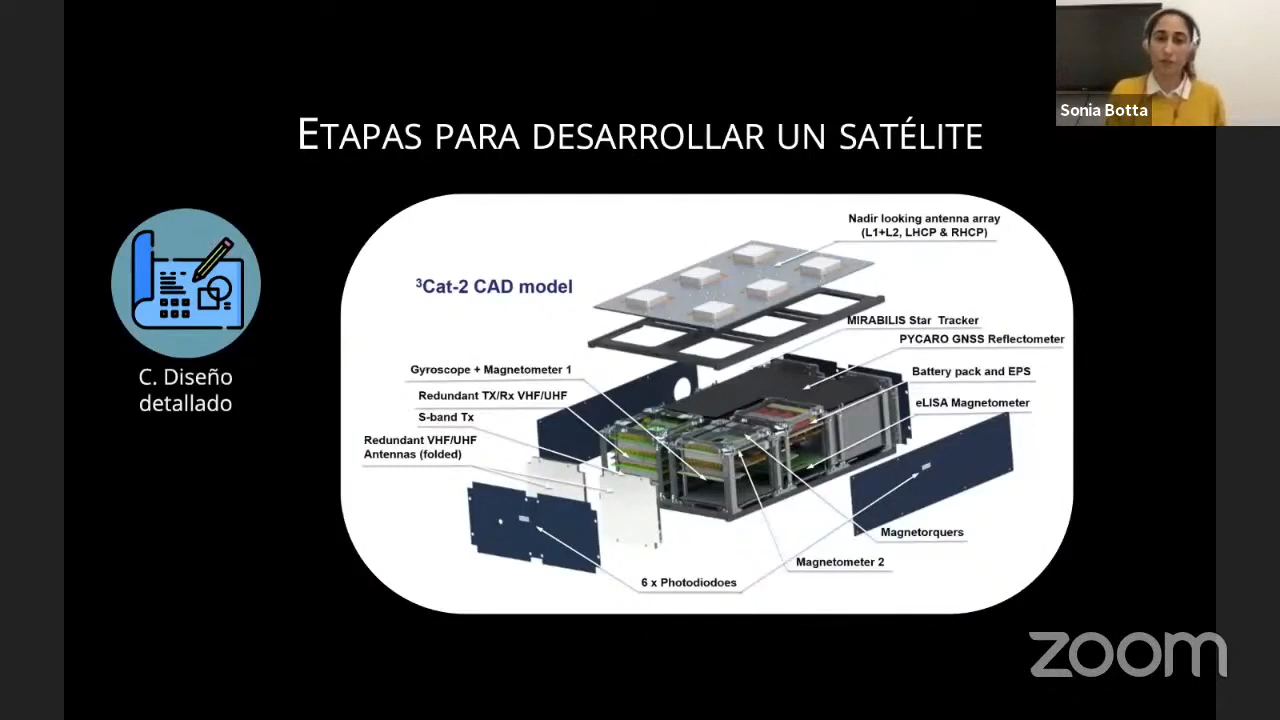 Sonia Botta
ETAPAS PARA DESARROLLAR UN SATÉLITE
C. Diseño
detallado
³Cat-2 CAD model
Nadir looking antenna array
(L1+L2, LHCP & RHCP)
MIRABILIS Star Tracker
PYCARO GNSS Reflectometer
Battery pack and EPS
eLISA Magnetometer
Gyroscope + Magnetometer 1
Redundant TX/Rx VHF/UHF
S-band Tx
Redundant VHF/UHF
Antennas (folded)
Magnetorquers
Magnetometer 2
6 x Photodiodoes
zoom